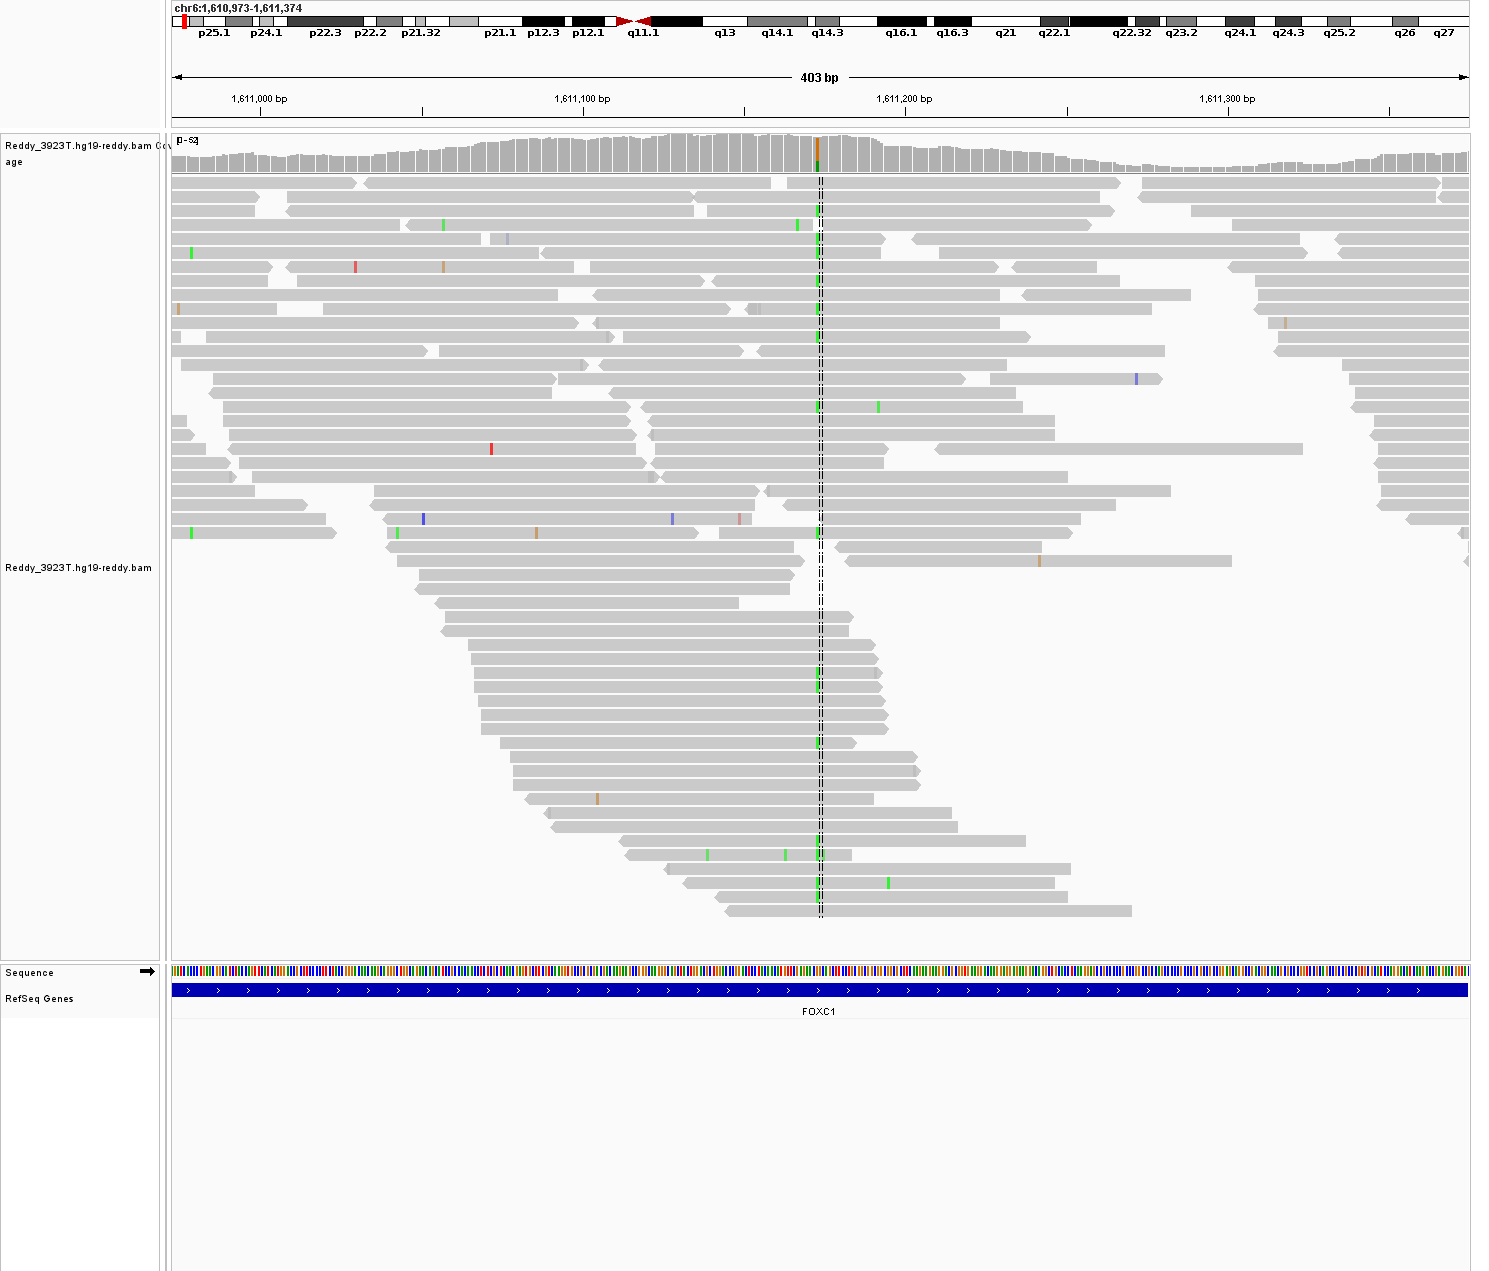 chr6:1,610,973-1,611,374
p25.1 p24.1 p22.3 p22.2 p21.32 p21.1 p12.3 p12.1 q11.1 q13 q14.1 q14.3 q16.1 q16.3 q21 q22.1 q22.32 q23.2 q24.1 q24.3 q25.2 q26 q27
403 bp
1,611,000 bp 1,611,100 bp 1,611,200 bp 1,611,300 bp
[0 - 52]
Reddy_3923T.hg19-reddy.bam Cov
age
Reddy_3923T.hg19-reddy.bam
Sequence
RefSeq Genes
FOXC1